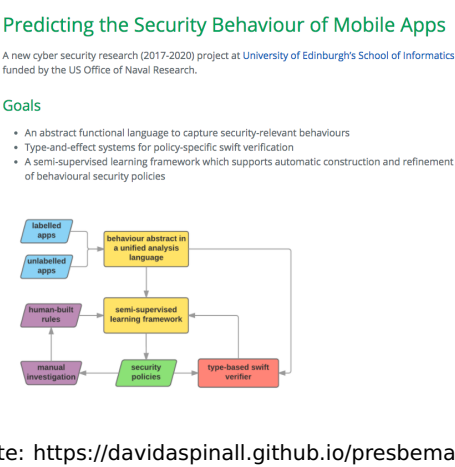 Predicting the Security Behaviour of Mobile Apps
A new cyber security research (2017-2020) project at University of Edinburgh's School of Informatics
funded by the US Office of Naval Research.
Goals
• An abstract functional language to capture security-relevant behaviours
• Type-and-effect systems for policy-specific swift verification
• A semi-supervised learning framework which supports automatic construction and refinement
of behavioural security policies
labelled
apps
behaviour abstract in
a unified analysis
language
unlabelled
apps
human-built
rules
semi-supervised
learning framework
manual
investigation
security
policies
type-based swift
verifier
te: https://davidaspinall.github.io/presbema